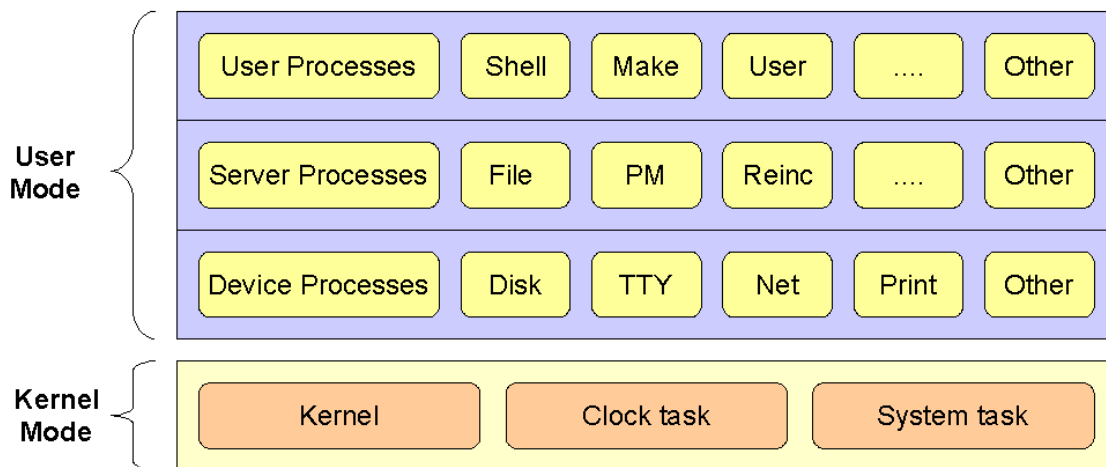 User Processes
Shell
Make
User
....
Other
User
Mode
Server Processes
File
PM
Reinc
....
Other
Device Processes
Disk
TTY
Net
Print
Other
Kernel
Mode
Kernel
Clock task
System task